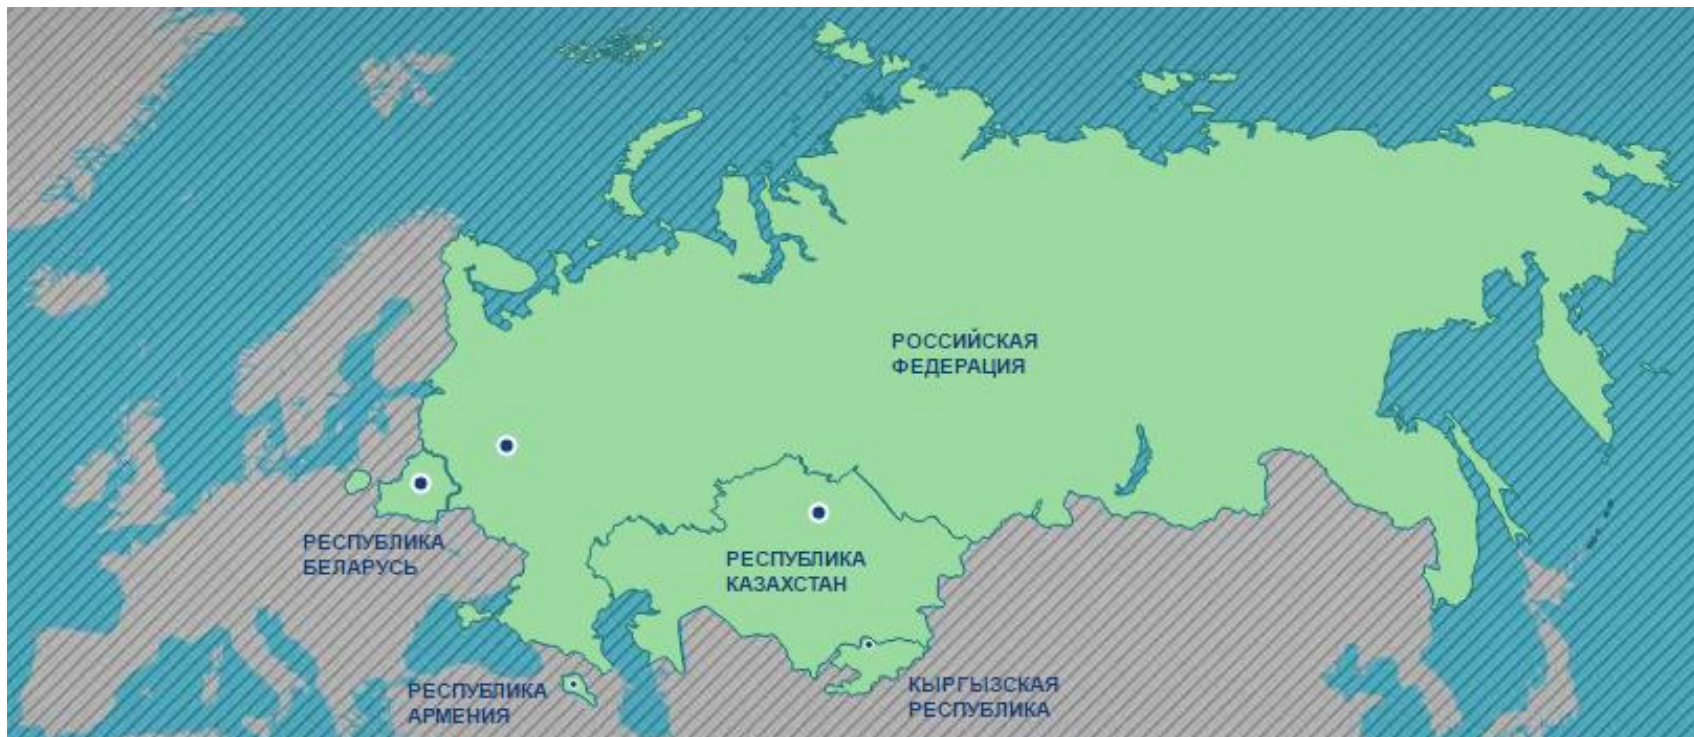 РОССИЙСКАЯ
ФЕДЕРАЦИЯ
РЕСПУБЛИКА
БЕЛАРУСЬ
РЕСПУБЛИКА
КАЗАХСТАН
РЕСПУБЛИКА
АРМЕНИЯ
КЫРГЫЗСКАЯ
РЕСПУБЛИКА